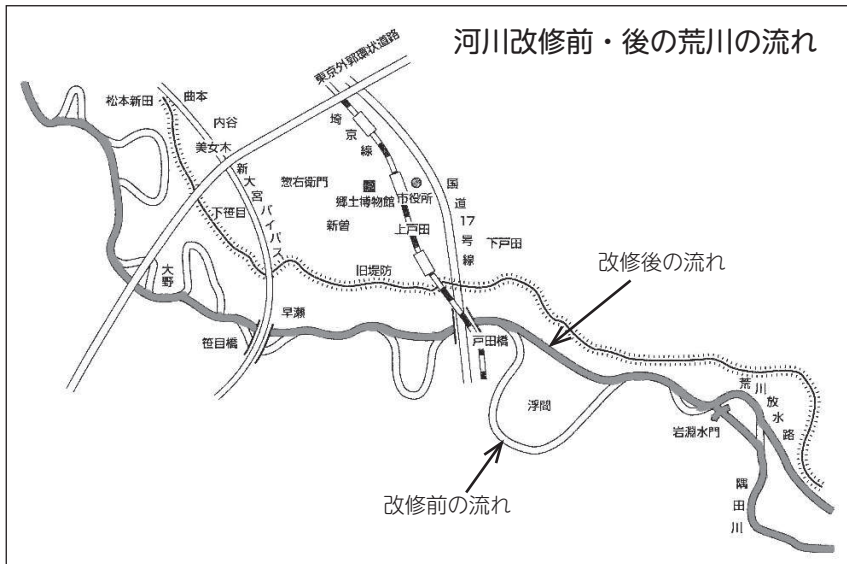 河川改修前・後の荒川の流れ
東京外郭環状道路
松本新田
曲本
内谷
美女木
埼京線
新大宮バイパス
惣右衛門
郷土博物館
市役所
国道17号線
下笹目
新曽
上戸田
下戸田
大野
旧堤防
改修後の流れ
早瀬
笹目橋
戸田橋
浮間
荒川放水路
岩淵水門
改修前の流れ
隅田川